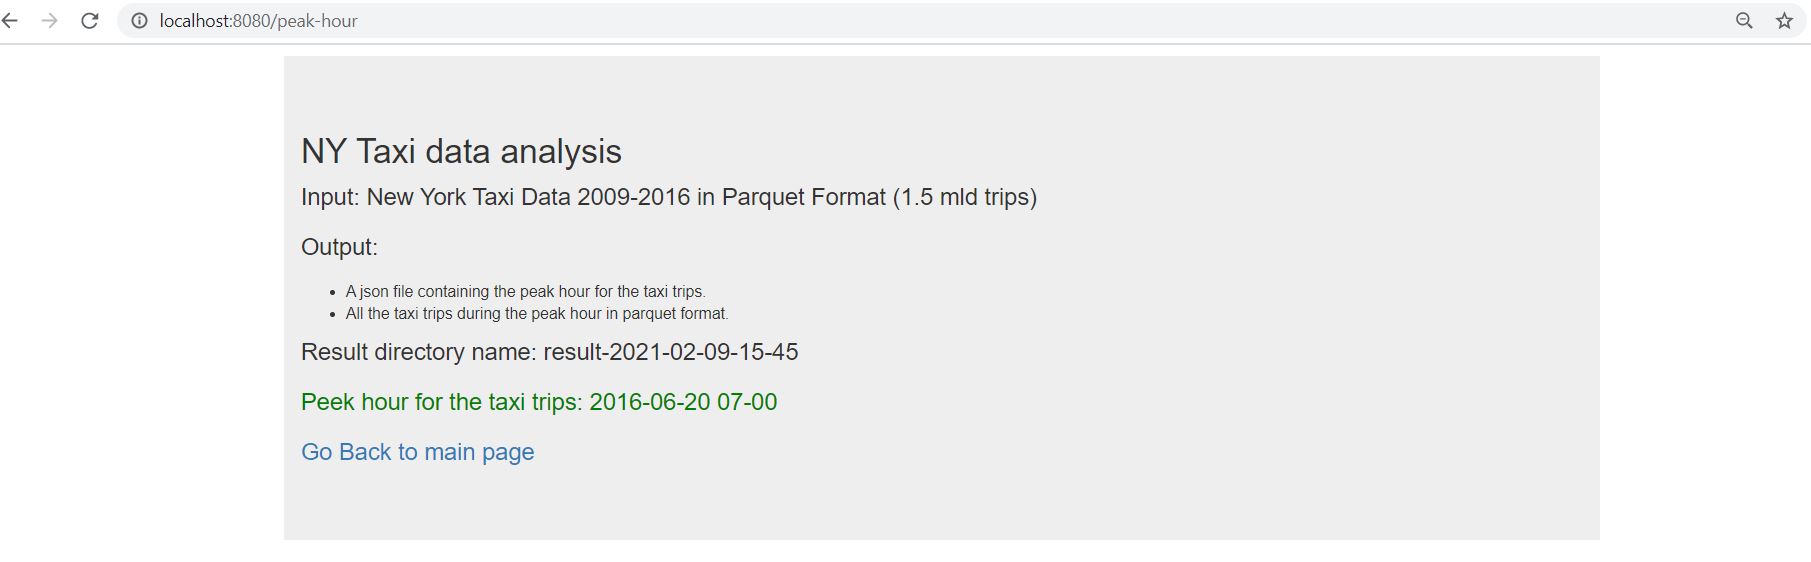 localhost:8080/peak-hour
NY Taxi data analysis
Input: New York Taxi Data 2009-2016 in Parquet Format (1.5 mld trips)
Output:
A json file containing the peak hour for the taxi trips.
All the taxi trips during the peak hour in parquet format.
Result directory name: result-2021-02-09-15-45
Peek hour for the taxi trips: 2016-06-20 07-00
Go Back to main page